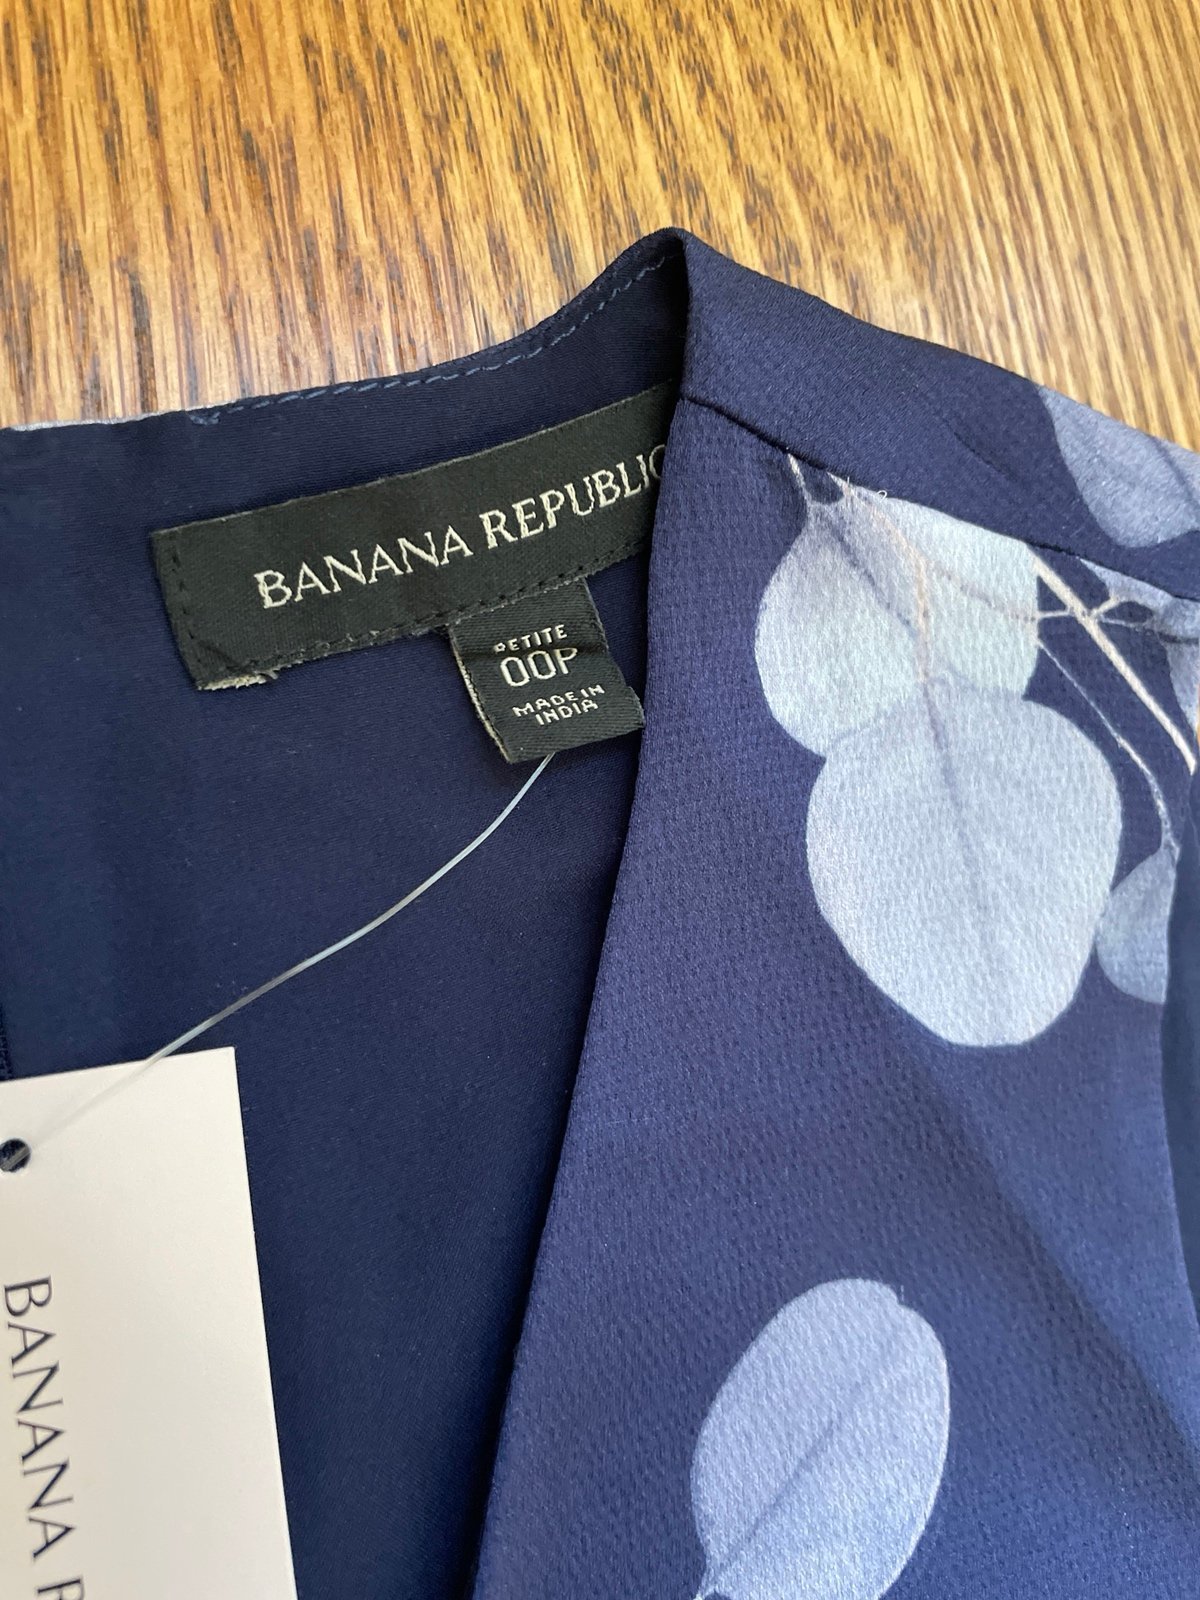 BANANA REPUBLIC
PETITE
00P
MADE IN
INDIA
BANANA R